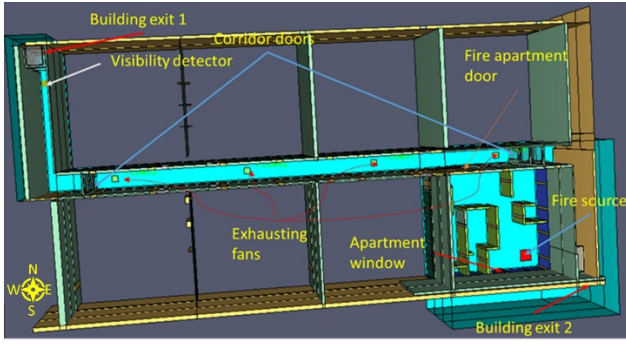 Building exit 1
Corridor doors
Visibility detector
Fire apartment
door
Exhausting
fans
Apartment
window
Fire source
N
W E
S
Building exit 2